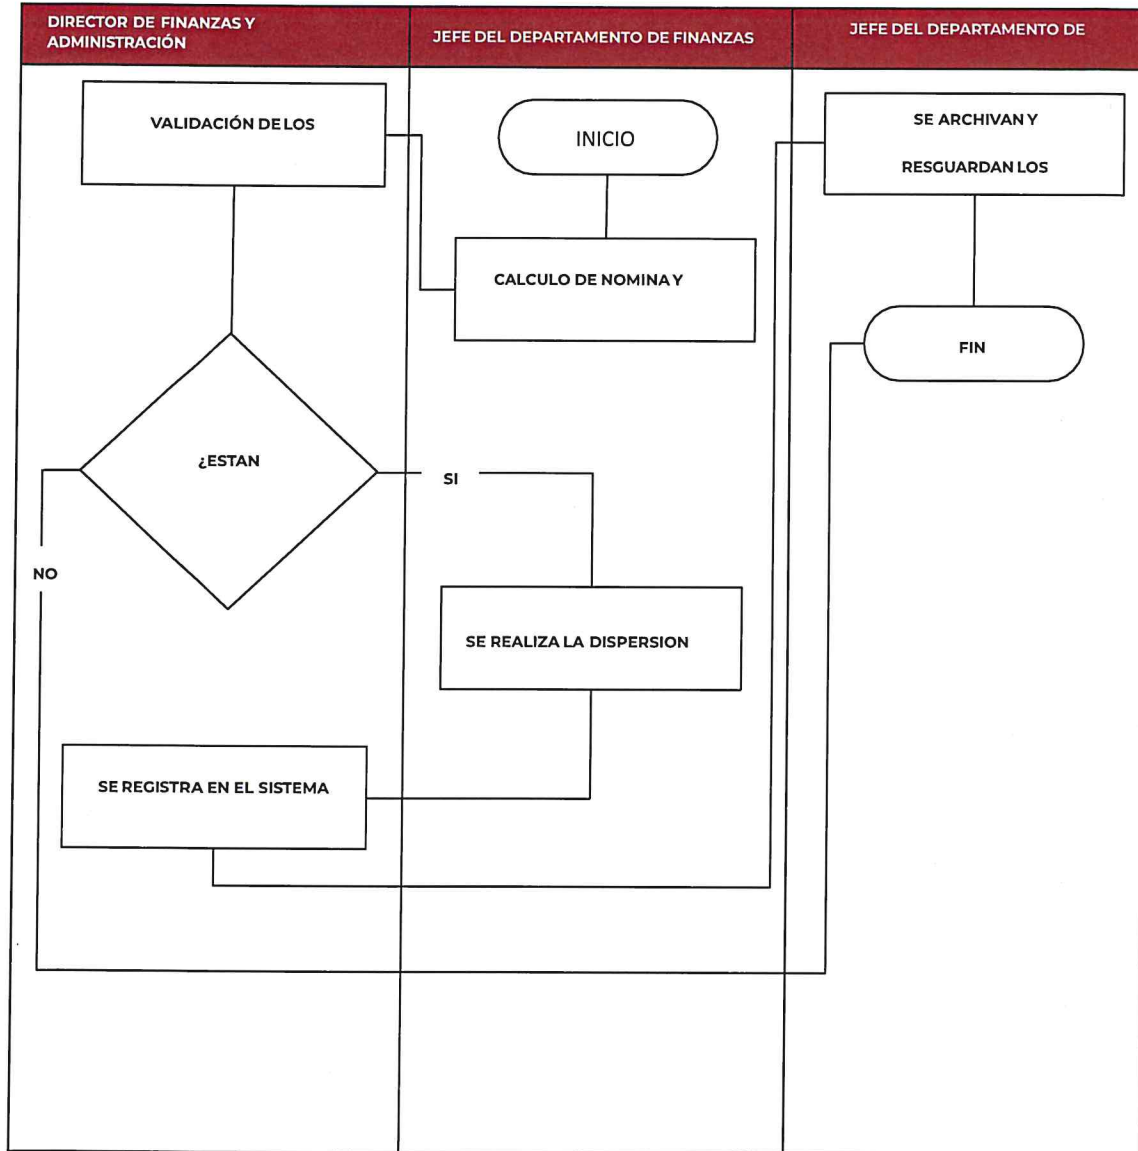 DIRECTOR DE FINANZAS Y
ADMINISTRACIÓN
JEFE DEL DEPARTAMENTO DE FINANZAS
JEFE DEL DEPARTAMENTO DE
VALIDACIÓN DE LOS
INICIO
SE ARCHIVAN Y
RESGUARDAN LOS
CALCULO DE NOMINA Y
FIN
¿ESTAN
SI
NO
SE REALIZA LA DISPERSION
SE REGISTRA EN EL SISTEMA